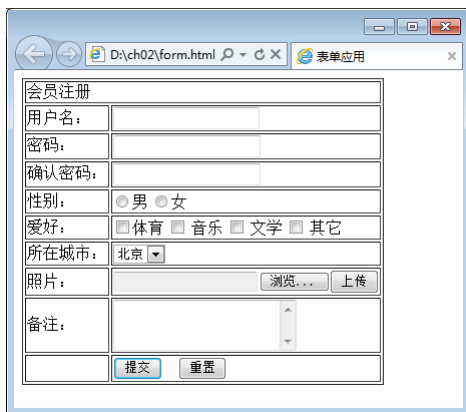 D:\ch02\form.html
表单应用
会员注册
用户名：
密码：
确认密码：
性别： 男 女
爱好： 体育 音乐 文学 其它
所在城市： 北京
照片： 浏览... 上传
备注：
提交 重置